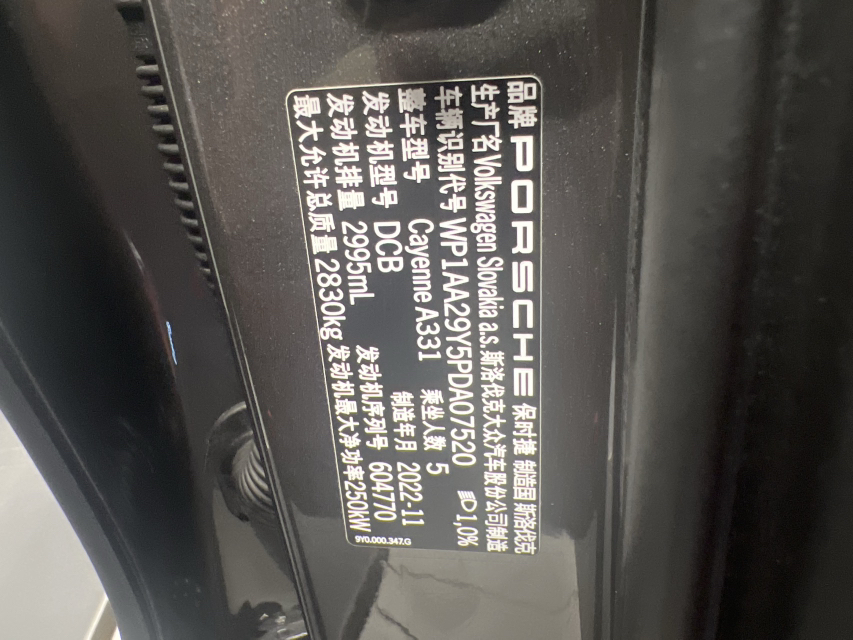 品牌 PORSCHE 保时捷 制造国 斯洛伐克
生产厂名 Volkswagen Slovakia a.s.斯洛伐克大众汽车股份公司制造
车辆识别代号 WP1AA29Y5PDA07520 1,0%
整车型号 Cayenne A331 乘坐人数 5
发动机型号 DCB 制造年月 2022-11
发动机排量 2995mL 发动机序列号 604770
最大允许总质量 2830kg 发动机最大净功率250kW
9Y0.000.347.G